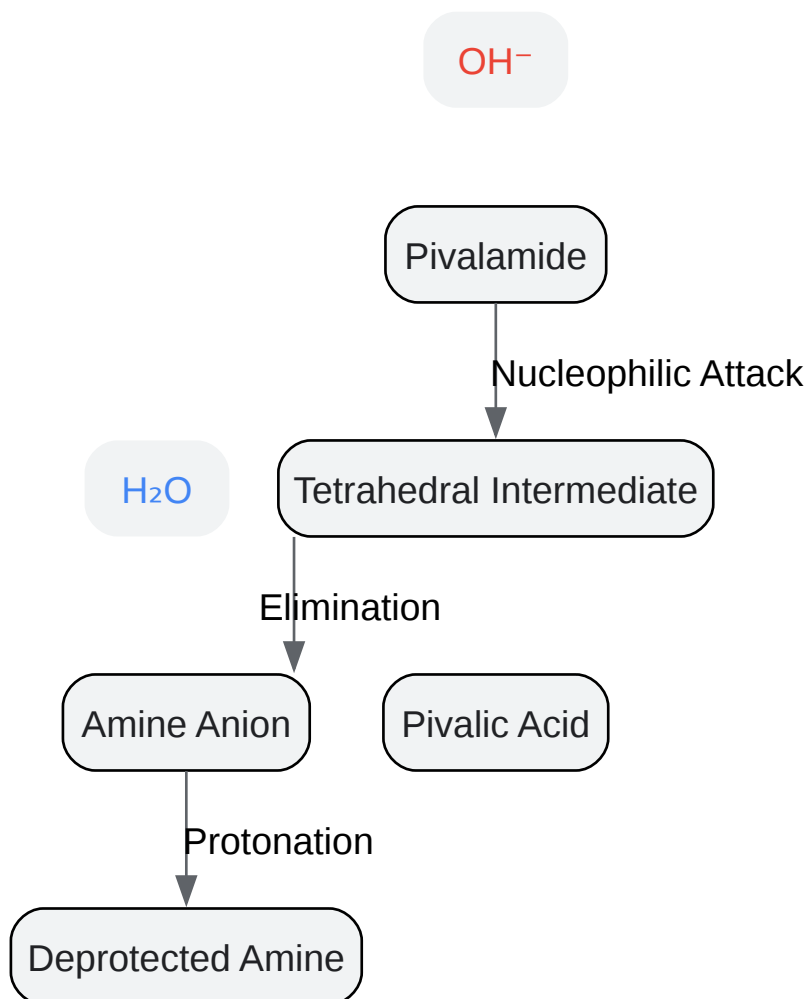 OH⁻
Pivalamide
Nucleophilic Attack
H₂O
Tetrahedral Intermediate
Elimination
Amine Anion
Pivalic Acid
Protonation
Deprotected Amine